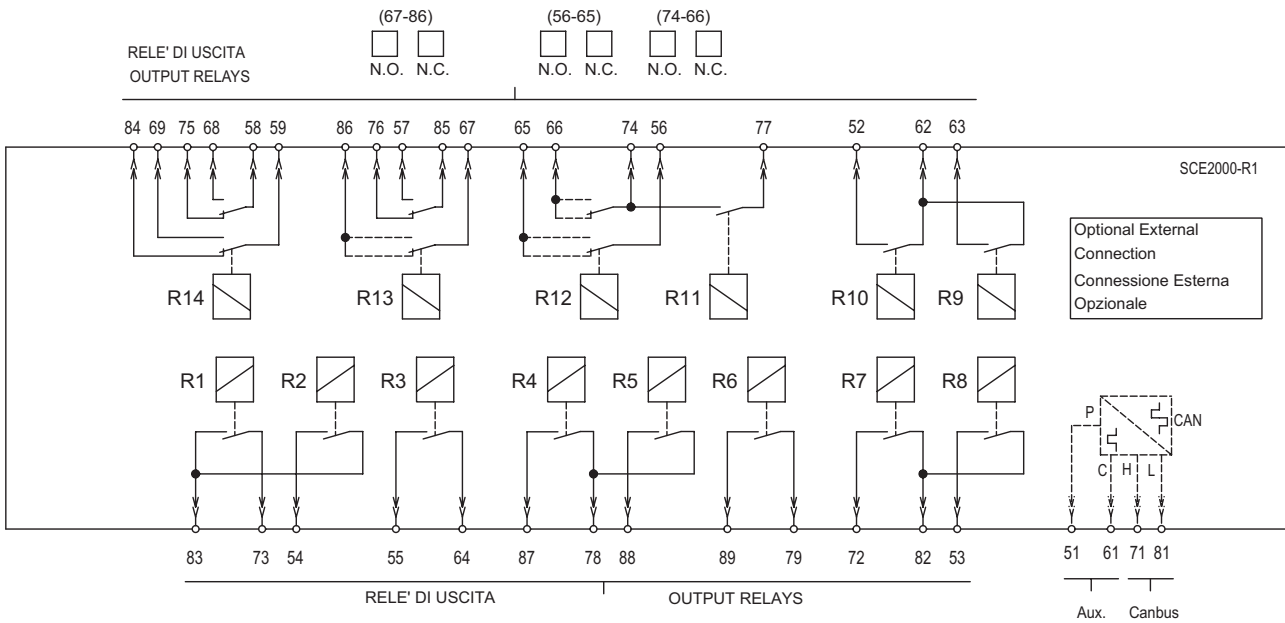 (67-86) (56-65) (74-66)
N.O. N.C. N.O. N.C. N.O. N.C.
RELE' DI USCITA
OUTPUT RELAYS
84 69 75 68 58 59 86 76 57 85 67 65 66 74 56 77 52 62 63
SCE2000-R1
Optional External
Connection
Connessione Esterna
Opzionale
R14 R13 R12 R11 R10 R9
R1 R2 R3 R4 R5 R6 R7 R8
P CAN
C H L
83 73 54 55 64 87 78 88 89 79 72 82 53 51 61 71 81
RELE' DI USCITA OUTPUT RELAYS
Aux. Canbus